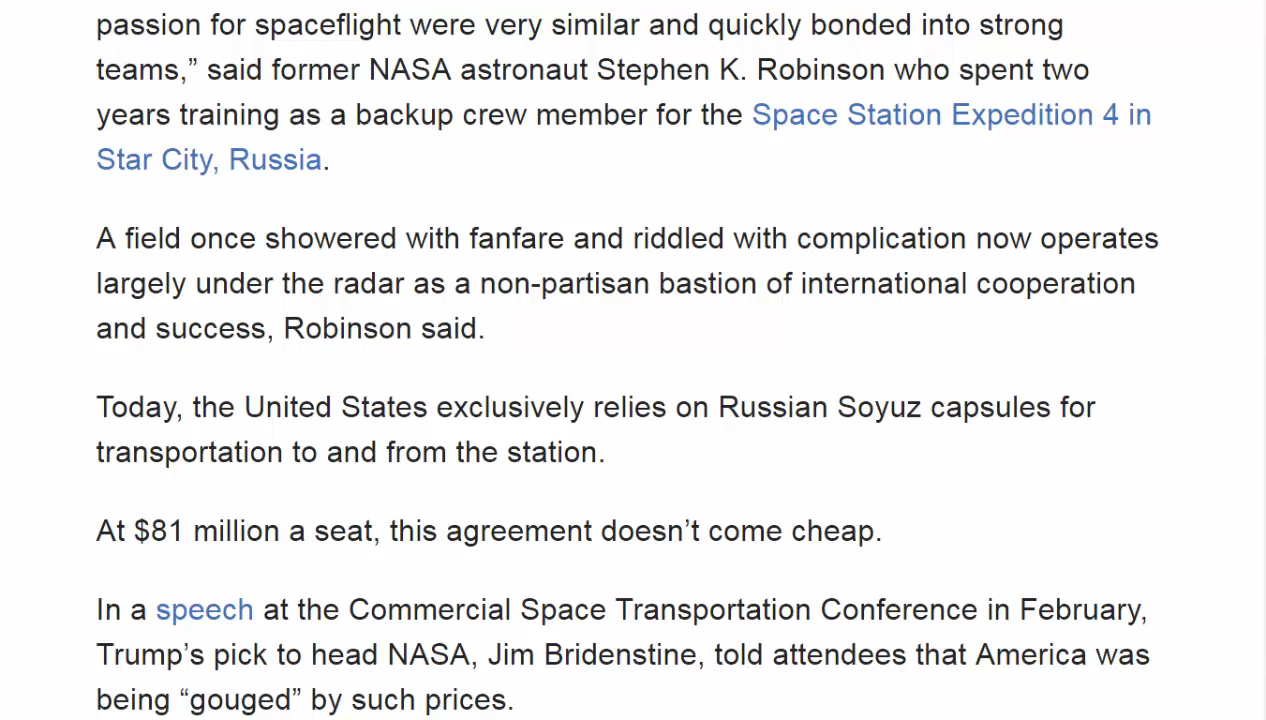 passion for spaceflight were very similar and quickly bonded into strong
teams,” said former NASA astronaut Stephen K. Robinson who spent two
years training as a backup crew member for the Space Station Expedition 4 in
Star City, Russia.
A field once showered with fanfare and riddled with complication now operates
largely under the radar as a non-partisan bastion of international cooperation
and success, Robinson said.
Today, the United States exclusively relies on Russian Soyuz capsules for
transportation to and from the station.
At $81 million a seat, this agreement doesn’t come cheap.
In a speech at the Commercial Space Transportation Conference in February,
Trump’s pick to head NASA, Jim Bridenstine, told attendees that America was
being “gouged” by such prices.